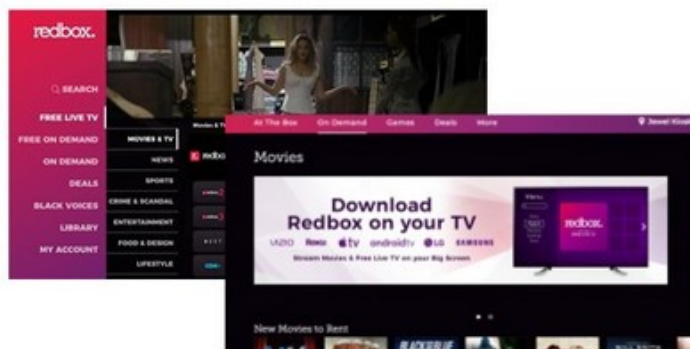 redbox.
SEARCH
FREE LIVE TV
FREE ON DEMAND
ON DEMAND
DEALS
BLACK VOICES
LIBRARY
MY ACCOUNT
MOVIES & TV
NEWS
SPORTS
CRIME & SCANDAL
ENTERTAINMENT
FOOD & DESIGN
LIFESTYLE
At The Box On Demand Games Deals More
Movies
Download
Redbox on your TV
VIZIO Roku tv androidtv LG SAMSUNG
Stream Movies & Free Live TV on your Big Screen
redbox.
New Movies to Rent